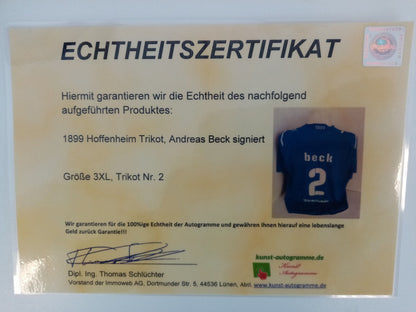 ECHTHEITSZERTIFIKAT
Hiermit garantieren wir die Echtheit des nachfolgend
aufgeführten Produktes:
1899 Hoffenheim Trikot, Andreas Beck signiert
Größe 3XL, Trikot Nr. 2
beck
2
Wir garantieren für die 100%ige Echtheit der Autogramme und gewähren Ihnen hierauf eine lebenslange
Geld zurück Garantie!!!
kunst-autogramme.de
Kunst
Autogramme
Dipl. Ing. Thomas Schlüchter
Vorstand der Immoweb AG, Dortmunder Str. 5, 44536 Lünen, Abtl. www.kunst-autogramme.de